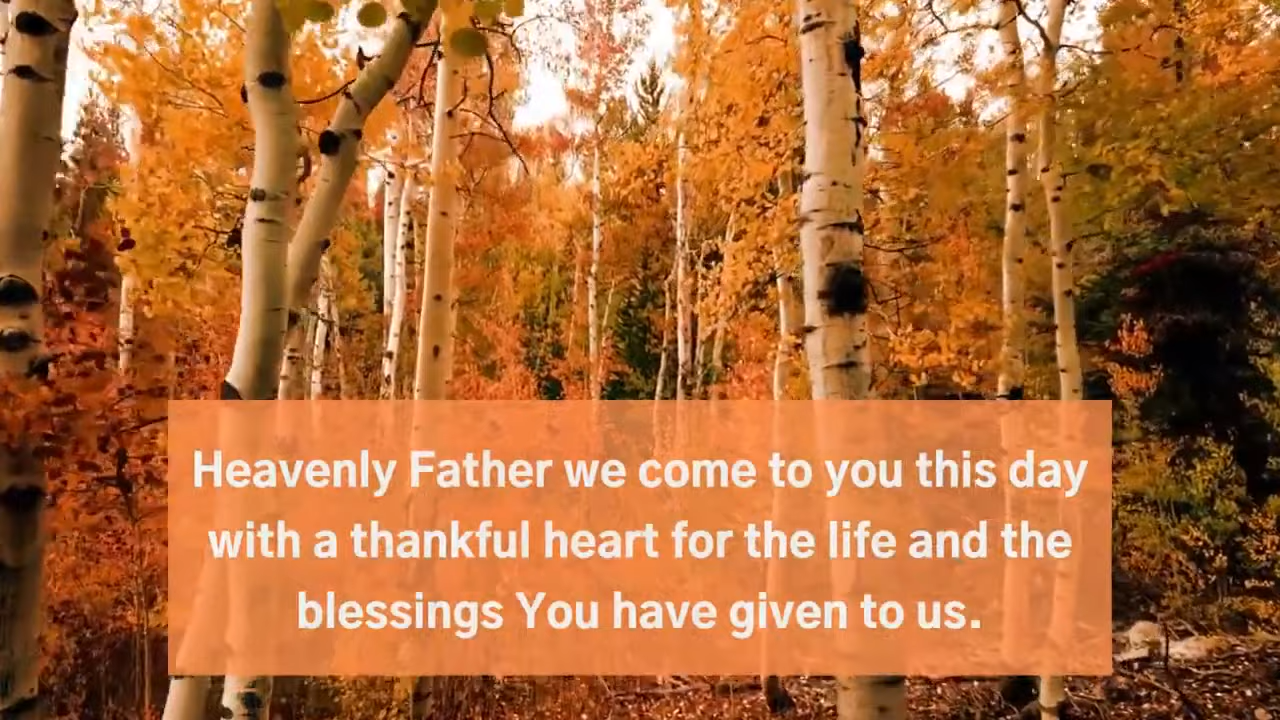 Heavenly Father we come to you this day
with a thankful heart for the life and the
blessings You have given to us.